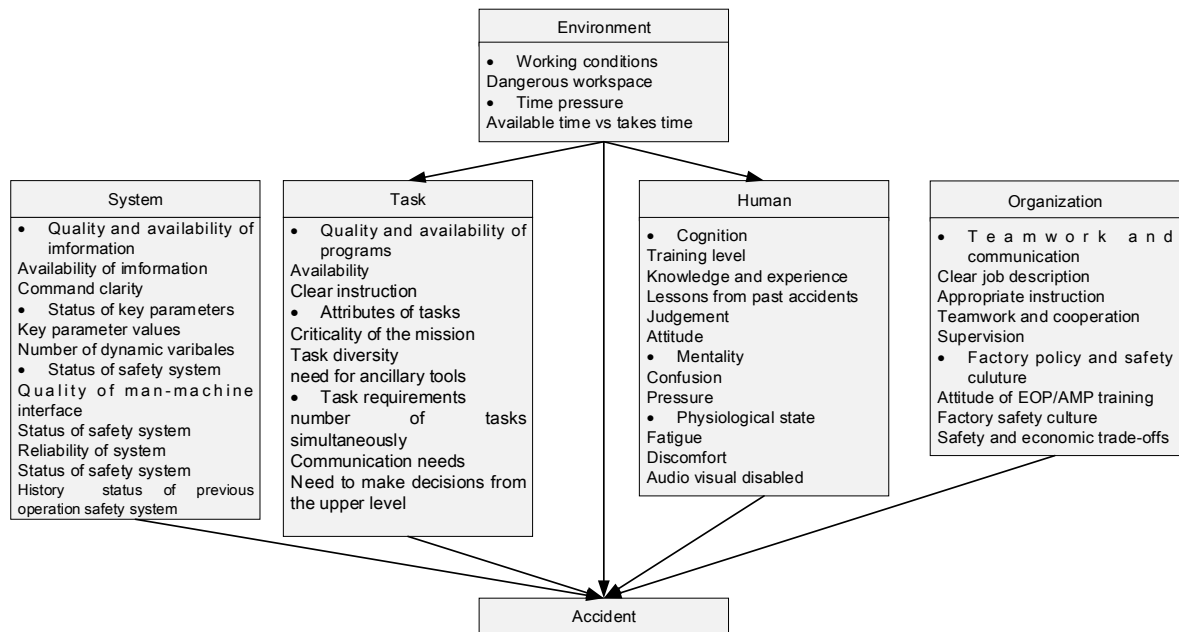 Environment
• Working conditions
Dangerous workspace
• Time pressure
Available time vs takes time
System
• Quality and availability of
imformation
Availability of imformation
Command clarity
• Status of key parameters
Key parameter values
Number of dynamic varibales
• Status of safety system
Quality of man-machine
interface
Status of safety system
Reliability of system
Status of safety system
History status of previous
operation safety system
Task
• Quality and availability of
programs
Availability
Clear instruction
• Attributes of tasks
Criticality of the mission
Task diversity
need for ancillary tools
• Task requirements
number of tasks
simultaneously
Communication needs
Need to make decisions from
the upper level
Human
• Cognition
Training level
Knowledge and experience
Lessons from past accidents
Judgement
Attitude
• Mentality
Confusion
Pressure
• Physiological state
Fatigue
Discomfort
Audio visual disabled
Organization
• Teamwork and
communication
Clear job description
Appropriate instruction
Teamwork and cooperation
Supervision
• Factory policy and safety
culuture
Attitude of EOP/AMP training
Factory safety culture
Safety and economic trade-offs
Accident